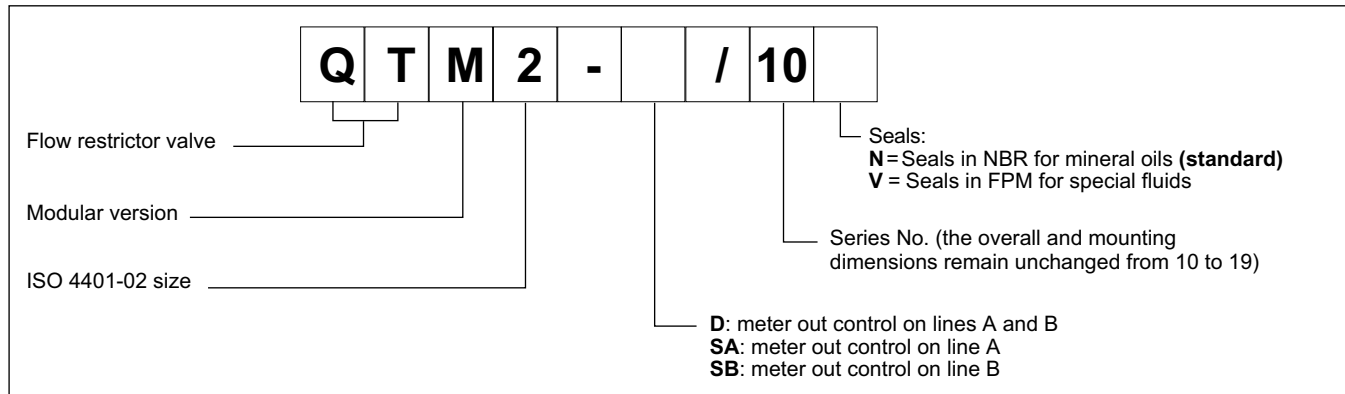 Q T M 2 - / 10
Flow restrictor valve
Modular version
ISO 4401-02 size
Seals:
N = Seals in NBR for mineral oils (standard)
V = Seals in FPM for special fluids
Series No. (the overall and mounting
dimensions remain unchanged from 10 to 19)
D: meter out control on lines A and B
SA: meter out control on line A
SB: meter out control on line B